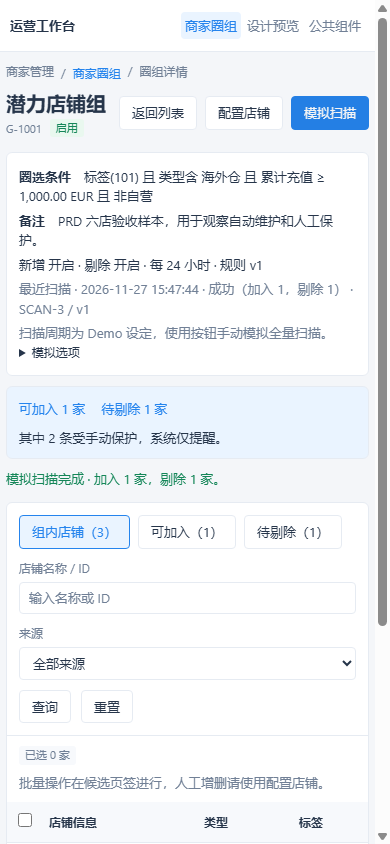 运营工作台 商家圈组 设计预览 公共组件
商家管理 / 商家圈组 / 圈组详情
潜力店铺组 返回列表 配置店铺 模拟扫描
G-1001 启用
圈选条件 标签(101) 且 类型含 海外仓 且 累计充值 ≥
1,000.00 EUR 且 非自营
备注 PRD 六店验收样本，用于观察自动维护和人工保
护。
新增 开启 · 剔除 开启 · 每 24 小时 · 规则 v1
最近扫描 · 2026-11-27 15:47:44 · 成功（加入 1，剔除 1） ·
SCAN-3 / v1
扫描周期为 Demo 设定，使用按钮手动模拟全量扫描。
模拟选项
可加入 1 家 待剔除 1 家
其中 2 条受手动保护，系统仅提醒。
模拟扫描完成 · 加入 1 家，剔除 1 家。
组内店铺（3） 可加入（1） 待剔除（1）
店铺名称 / ID
输入名称或 ID
来源
全部来源
查询 重置
已选 0 家
批量操作在候选页签进行，人工增删请使用配置店铺。
店铺信息 类型 标签